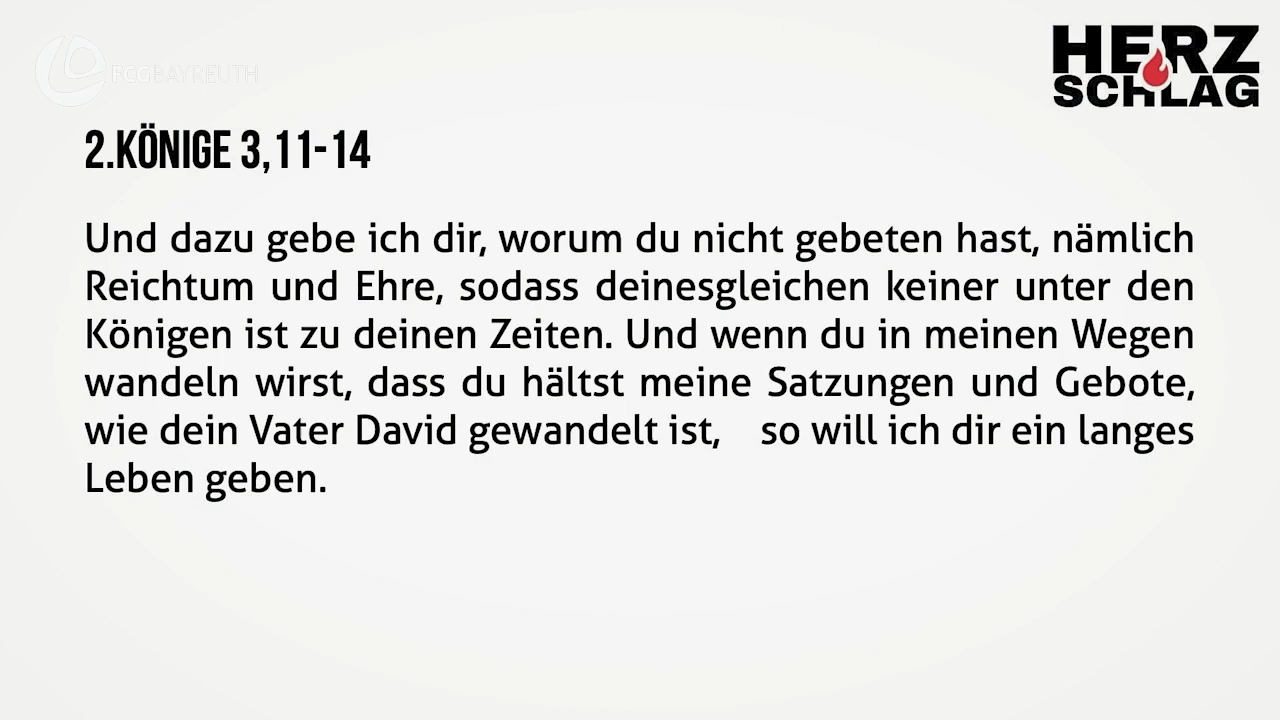 FCGBAYREUTH
HERZ
SCHLAG
2.KÖNIGE 3,11-14
Und dazu gebe ich dir, worum du nicht gebeten hast, nämlich
Reichtum und Ehre, sodass deinesgleichen keiner unter den
Königen ist zu deinen Zeiten. Und wenn du in meinen Wegen
wandeln wirst, dass du hältst meine Satzungen und Gebote,
wie dein Vater David gewandelt ist, so will ich dir ein langes
Leben geben.